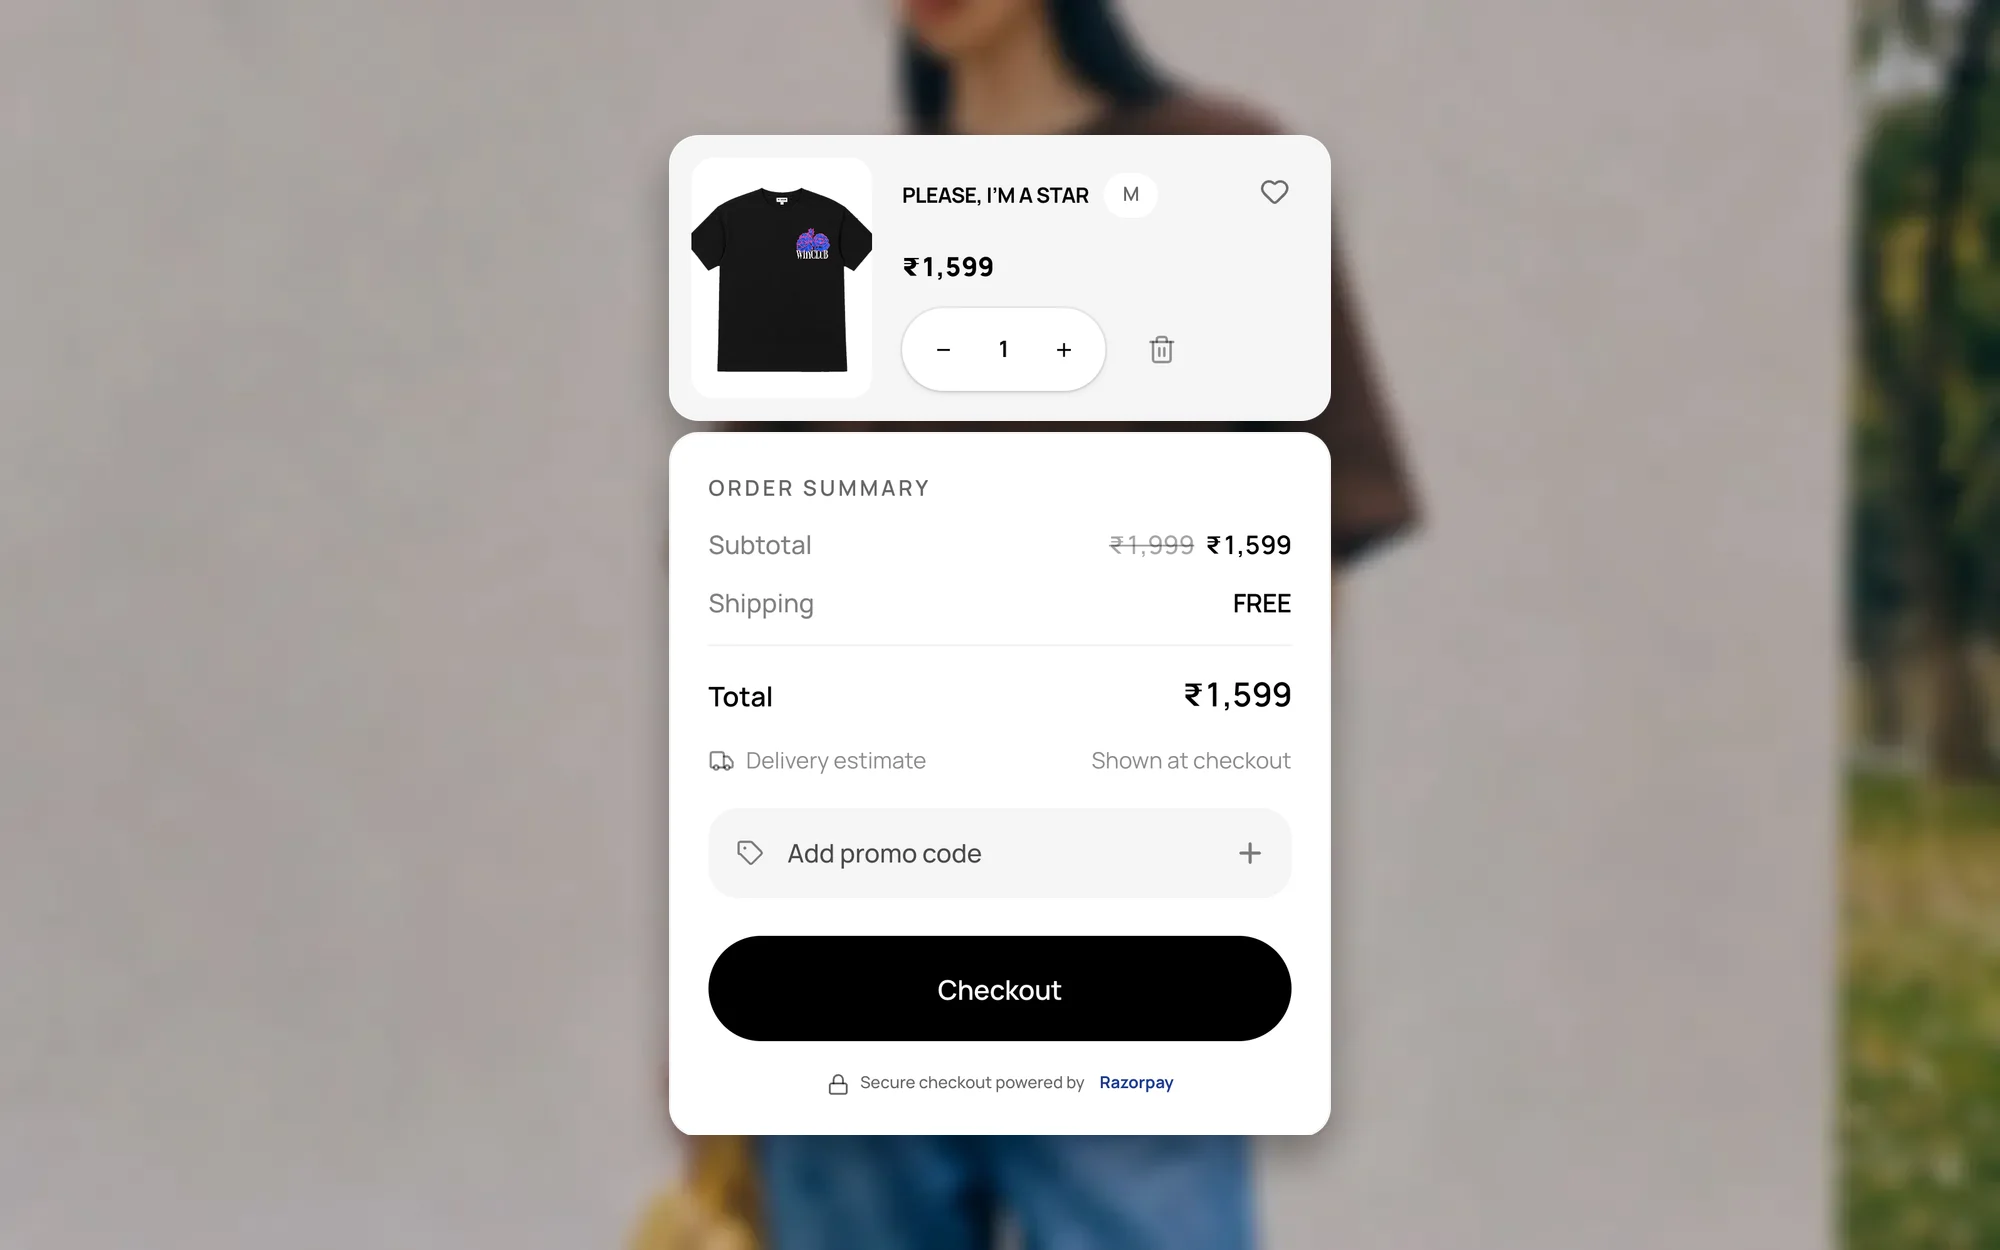 PLEASE, I'M A STAR M
₹1,599
WINCLUB
− 1 +
ORDER SUMMARY
Subtotal ₹1,999 ₹1,599
Shipping FREE
Total ₹1,599
Delivery estimate Shown at checkout
Add promo code +
Checkout
Secure checkout powered by Razorpay